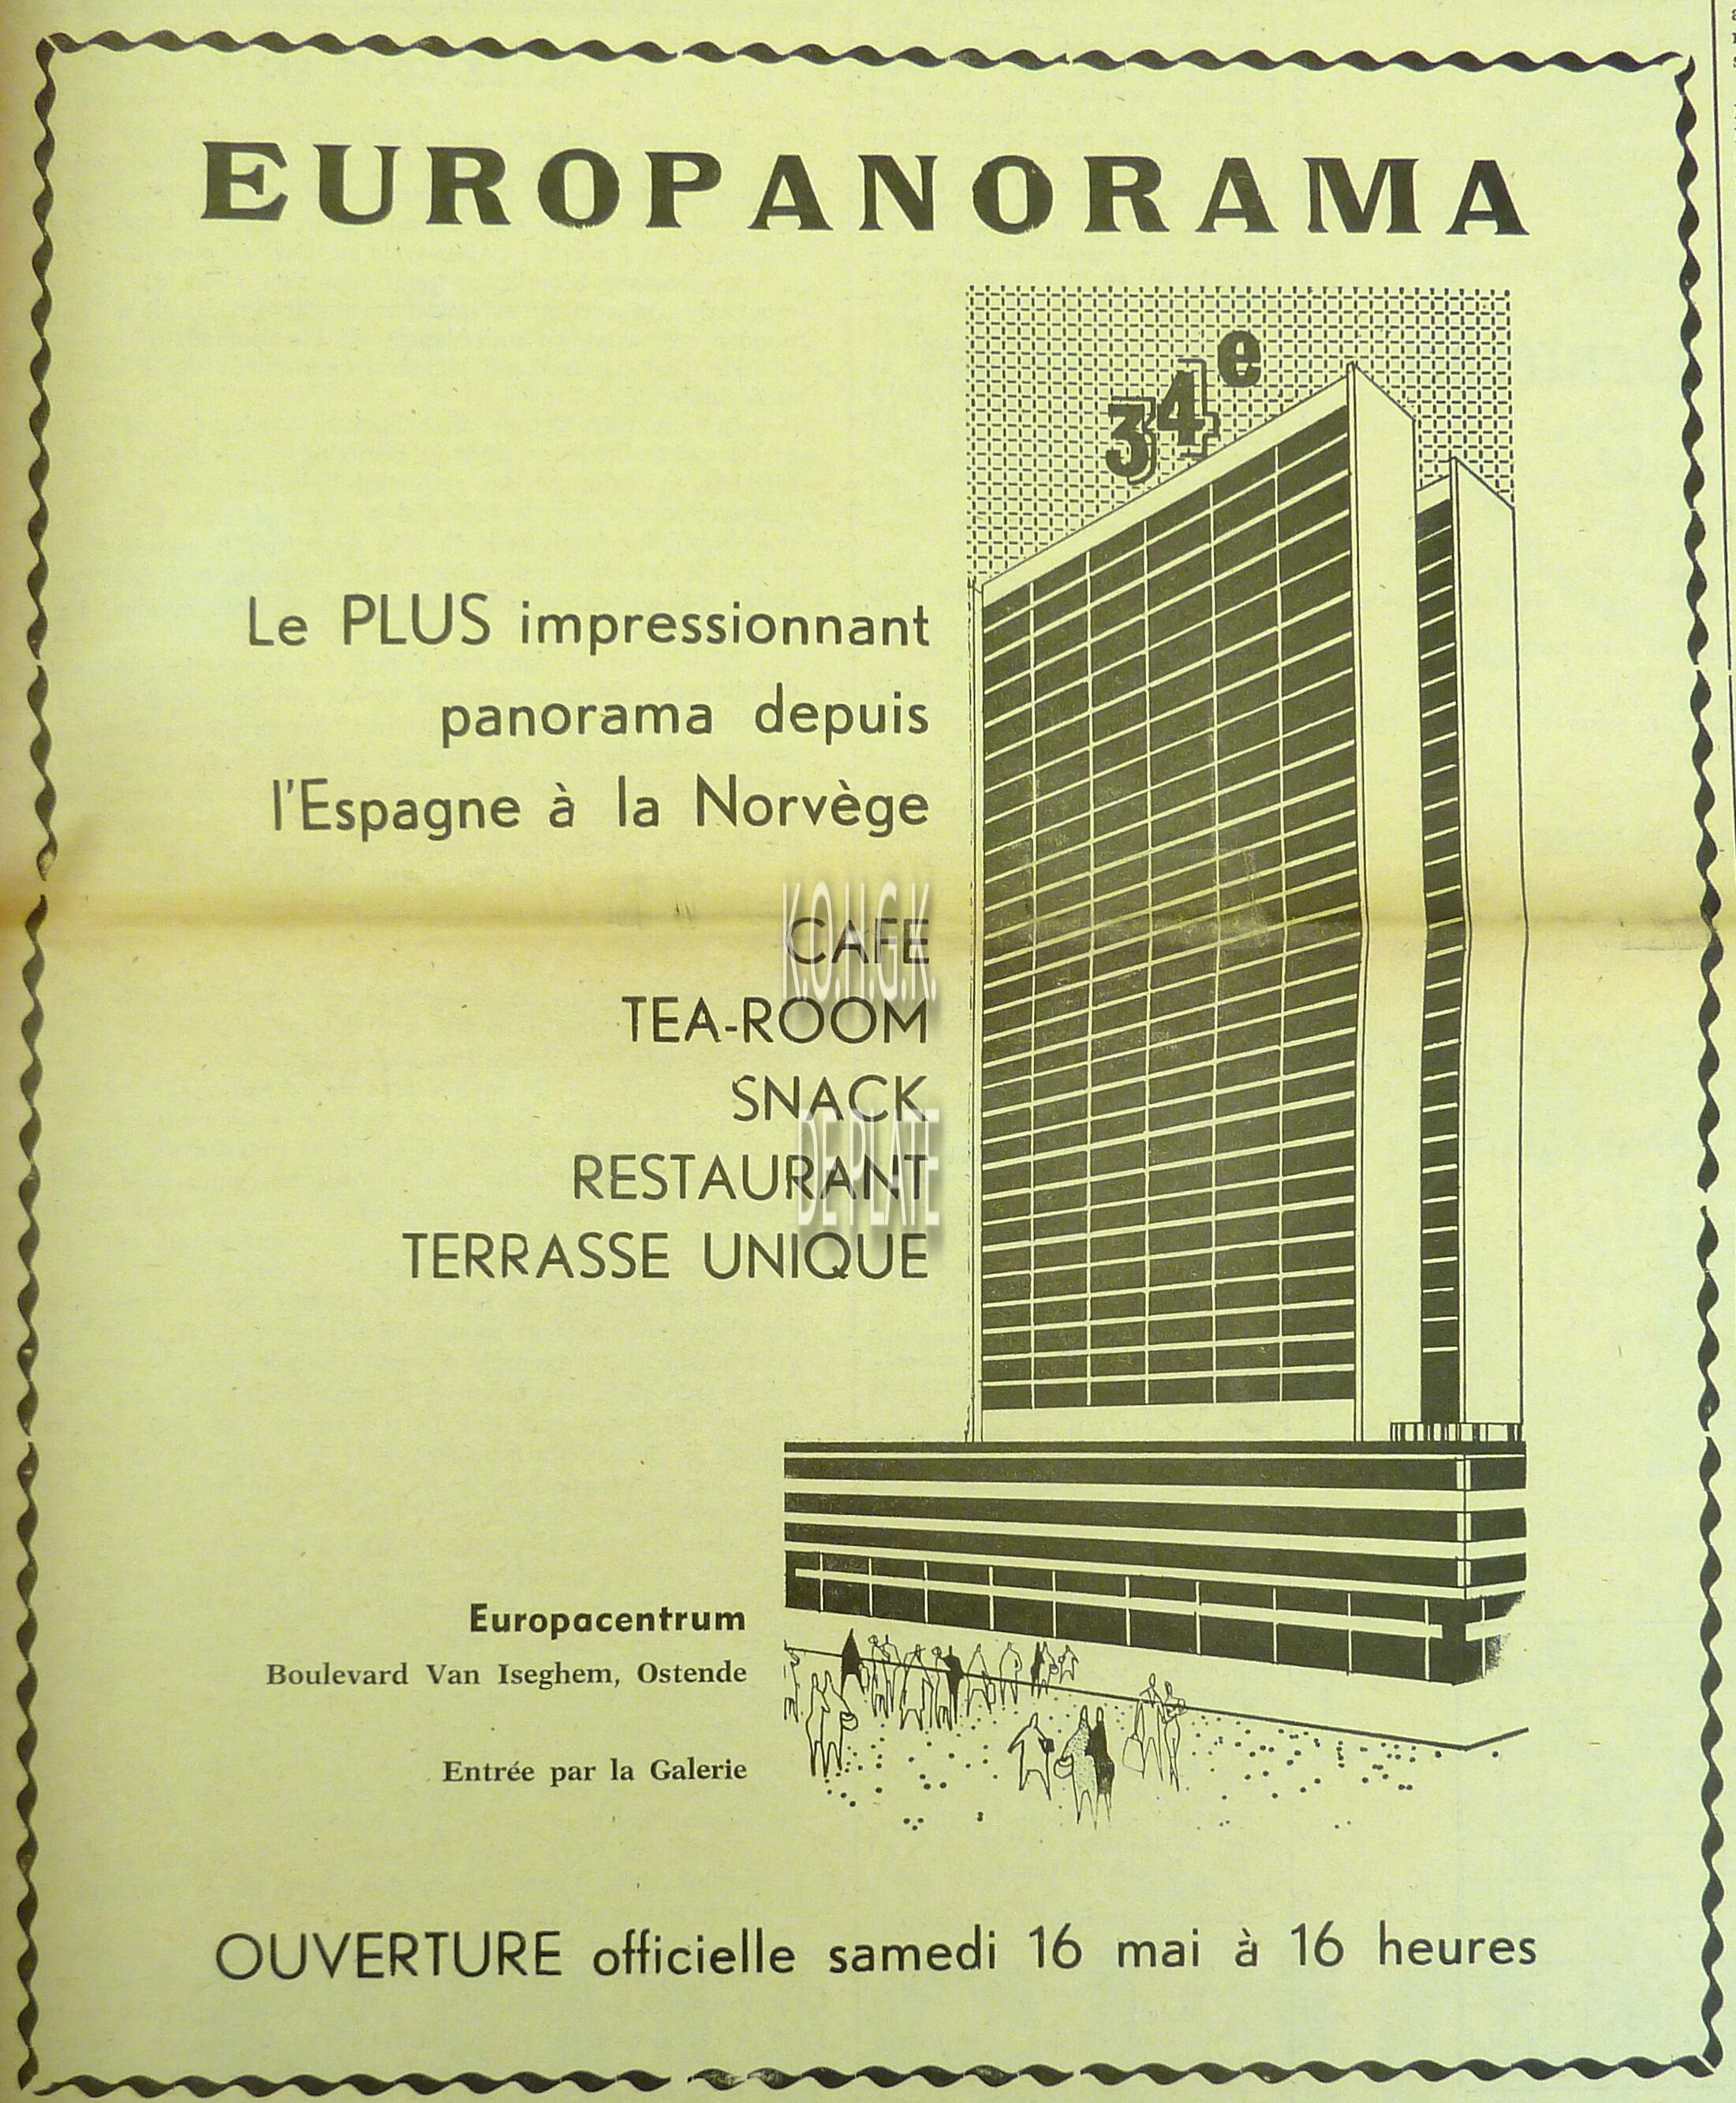 EUROPANORAMA
34e
Le PLUS impressionnant
panorama depuis
l'Espagne à la Norvège
CAFE
TEA-ROOM
SNACK
RESTAURANT
TERRASSE UNIQUE
K.O.H.G.K.
DE PLATE
Europacentrum
Boulevard Van Iseghem, Ostende
Entrée par la Galerie
OUVERTURE officielle samedi 16 mai à 16 heures